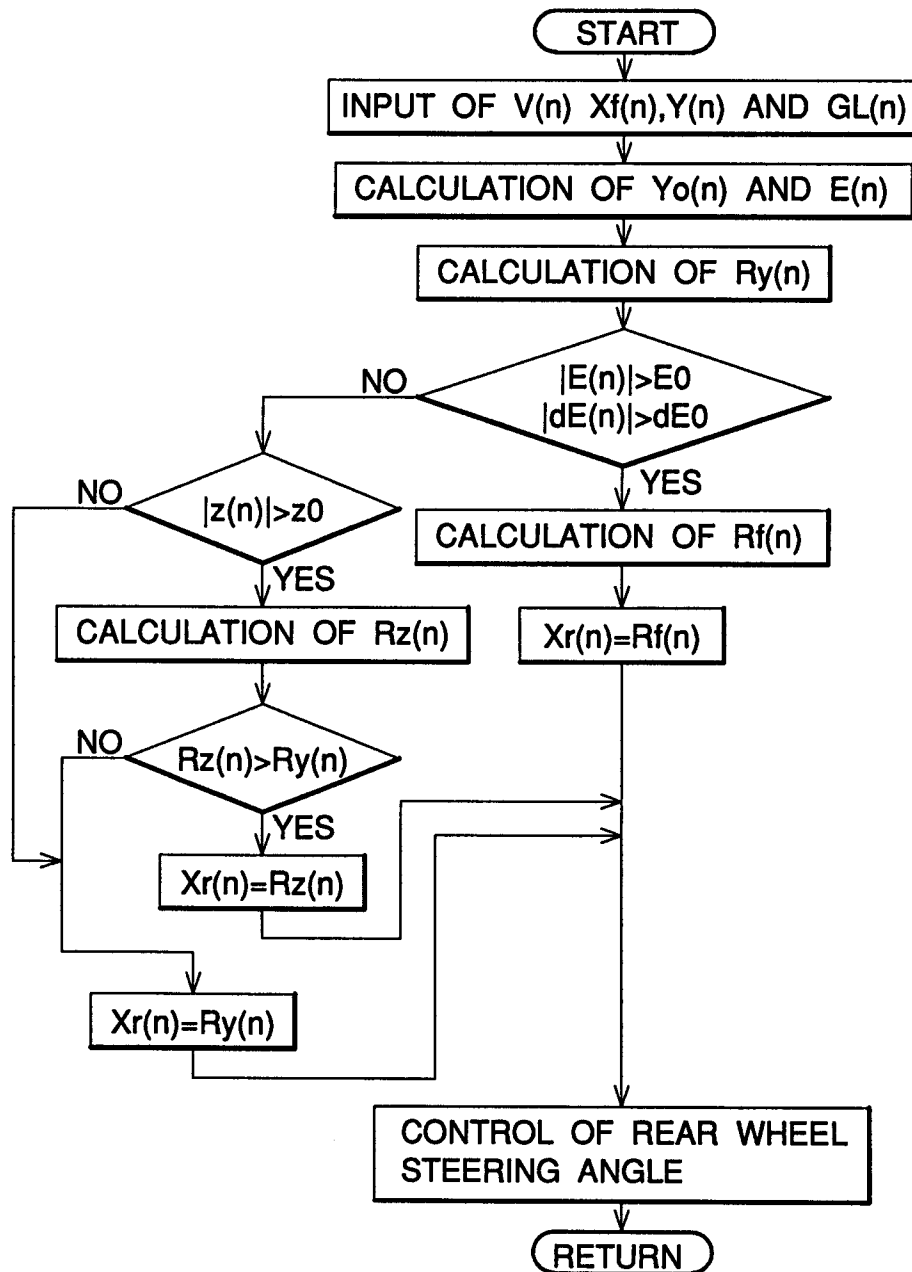 START
INPUT OF V(n) Xf(n),Y(n) AND GL(n)
CALCULATION OF Yo(n) AND E(n)
CALCULATION OF Ry(n)
NO
|E(n)|>E0
|dE(n)|>dE0
YES
NO
|z(n)|>z0
YES
CALCULATION OF Rf(n)
CALCULATION OF Rz(n)
Xr(n)=Rf(n)
NO
Rz(n)>Ry(n)
YES
Xr(n)=Rz(n)
Xr(n)=Ry(n)
CONTROL OF REAR WHEEL
STEERING ANGLE
RETURN